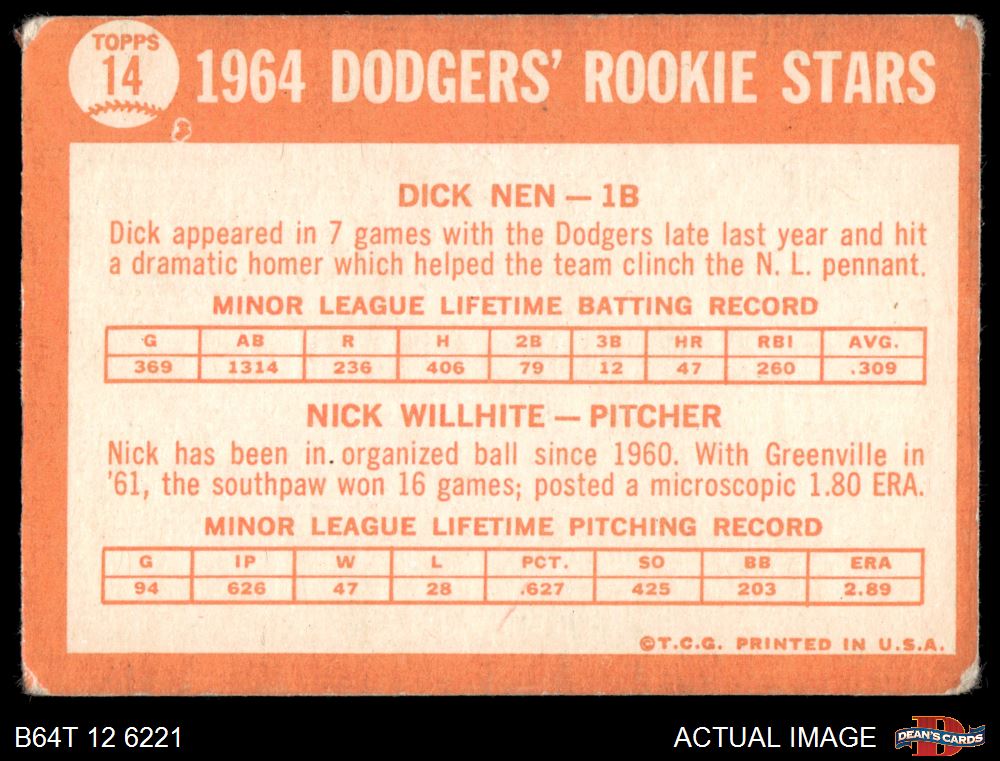 TOPPS
14
1964 DODGERS' ROOKIE STARS
DICK NEN — 1B
Dick appeared in 7 games with the Dodgers late last year and hit
a dramatic homer which helped the team clinch the N. L. pennant.
MINOR LEAGUE LIFETIME BATTING RECORD
G AB R H 2B 3B HR RBI AVG.
369 1314 236 406 79 12 47 260 .309
NICK WILLHITE — PITCHER
Nick has been in organized ball since 1960. With Greenville in
'61, the southpaw won 16 games; posted a microscopic 1.80 ERA.
MINOR LEAGUE LIFETIME PITCHING RECORD
G IP W L PCT. SO BB ERA
94 626 47 28 .627 425 203 2.89
©T.C.G. PRINTED IN U.S.A.
B64T 12 6221
ACTUAL IMAGE
DEAN'S CARDS